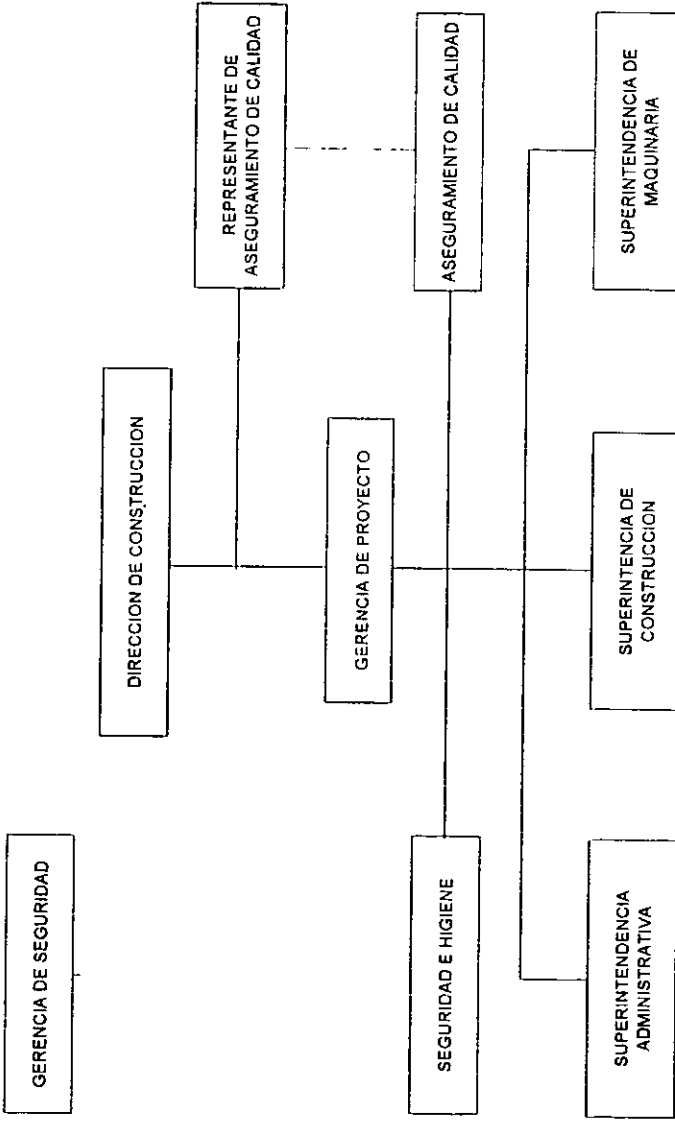 GERENCIA DE SEGURIDAD
DIRECCION DE CONSTRUCCION
REPRESENTANTE DE
ASEGURAMIENTO DE CALIDAD
GERENCIA DE PROYECTO
SEGURIDAD E HIGIENE
ASEGURAMIENTO DE CALIDAD
SUPERINTENDENCIA
ADMINISTRATIVA
SUPERINTENCIA DE
CONSTRUCCION
SUPERINTENDENCIA DE
MAQUINARIA